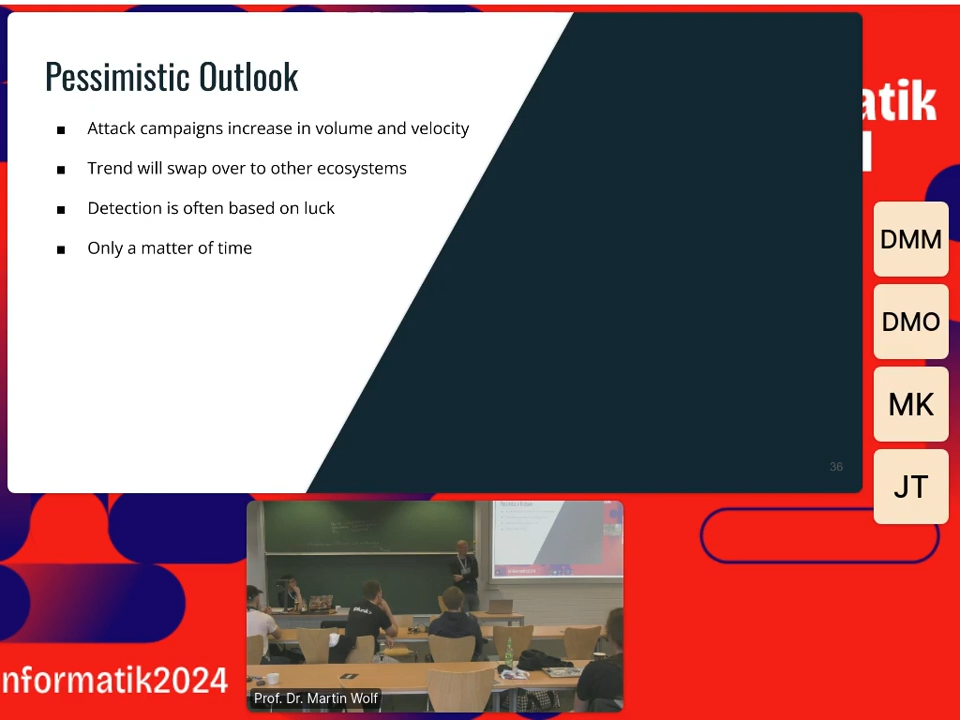 Pessimistic Outlook
■ Attack campaigns increase in volume and velocity
■ Trend will swap over to other ecosystems
■ Detection is often based on luck
■ Only a matter of time
36
atik
DMM
DMO
MK
JT
Prof. Dr. Martin Wolf
nformatik2024